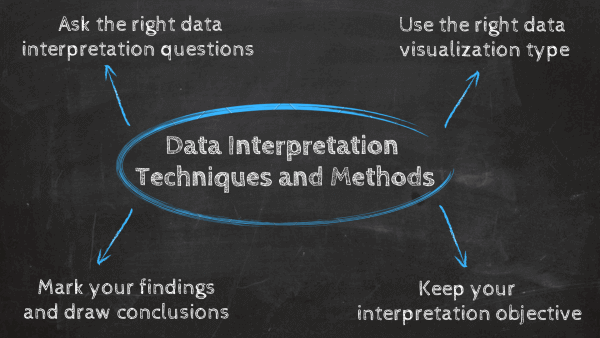 Ask the right data
interpretation questions
Use the right data
visualization type
Data Interpretation
Techniques and Methods
Mark your findings
and draw conclusions
Keep your
interpretation objective